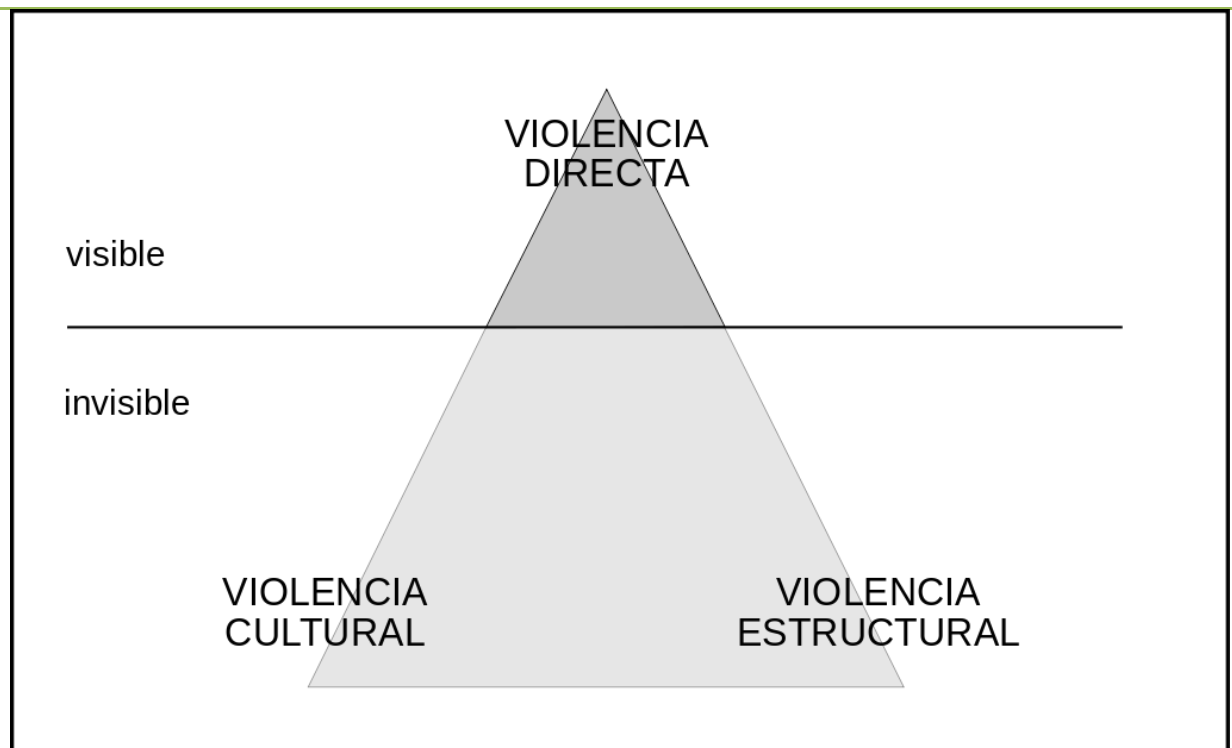 VIOLENCIA
DIRECTA
visible
invisible
VIOLENCIA
CULTURAL
VIOLENCIA
ESTRUCTURAL